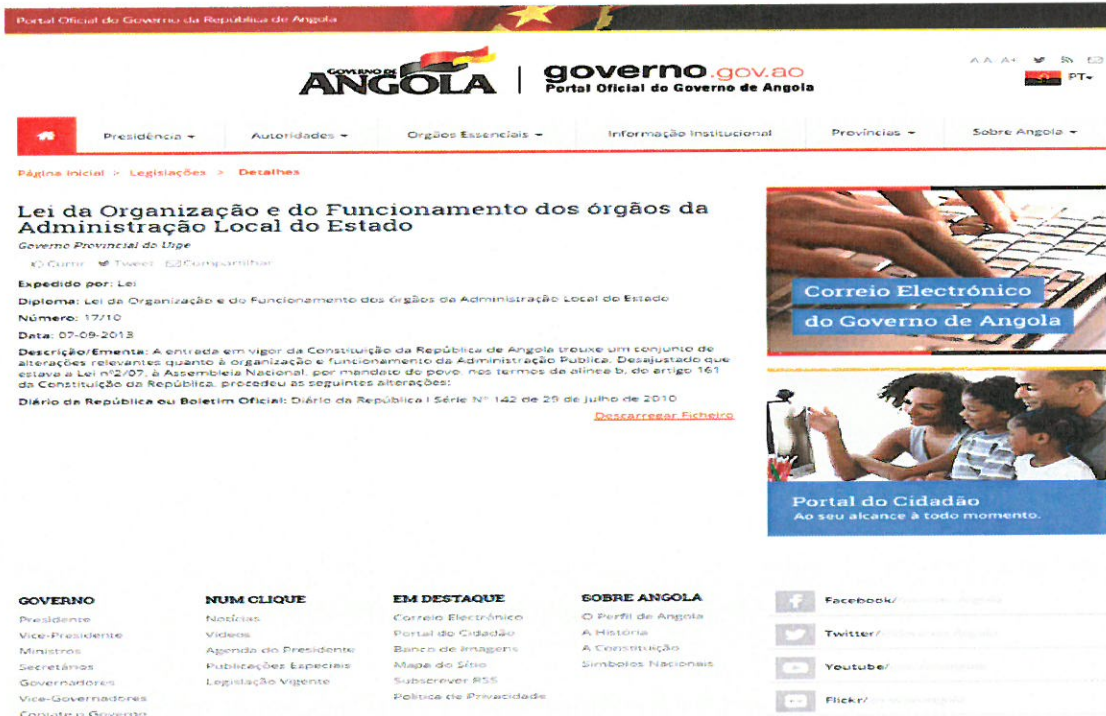 Portal Oficial do Governo da República de Angola
GOVERNO DE
ANGOLA
governo.gov.ao
Portal Oficial do Governo de Angola
A A- A+
PT
Presidência
Autoridades
Orgãos Essenciais
Informação Institucional
Províncias
Sobre Angola
Página Inicial > Legislações > Detalhes
Lei da Organização e do Funcionamento dos órgãos da
Administração Local do Estado
Governo Provincial do Uíge
Curtir Tweet Compartilhar
Expedido por: Lei
Diploma: Lei da Organização e do Funcionamento dos órgãos da Administração Local do Estado
Número: 17/10
Data: 07-09-2013
Descrição/Ementa: A entrada em vigor da Constituição da República de Angola trouxe um conjunto de
alterações relevantes quanto à organização e funcionamento da Administração Publica. Desajustado que
estava a Lei nº2/07, à Assembleia Nacional, por mandato do povo, nos termos da alínea b, do artigo 161
da Constituição da República, procedeu as seguintes alterações:
Diário da República ou Boletim Oficial: Diário da República I Série Nº 142 de 29 de Julho de 2010
Descarregar Ficheiro
Correio Electrónico
do Governo de Angola
Portal do Cidadão
Ao seu alcance à todo momento.
GOVERNO
Presidente
Vice-Presidente
Ministros
Secretários
Governadores
Vice-Governadores
Contate o Governo
NUM CLIQUE
Notícias
Vídeos
Agenda do Presidente
Publicações Especiais
Legislação Vigente
EM DESTAQUE
Correio Electrónico
Portal do Cidadão
Banco de Imagens
Mapa do Sítio
Subscrever RSS
Política de Privacidade
SOBRE ANGOLA
O Perfil de Angola
A História
A Constituição
Símbolos Nacionais
Facebook/
Twitter/
Youtube/
Flickr/